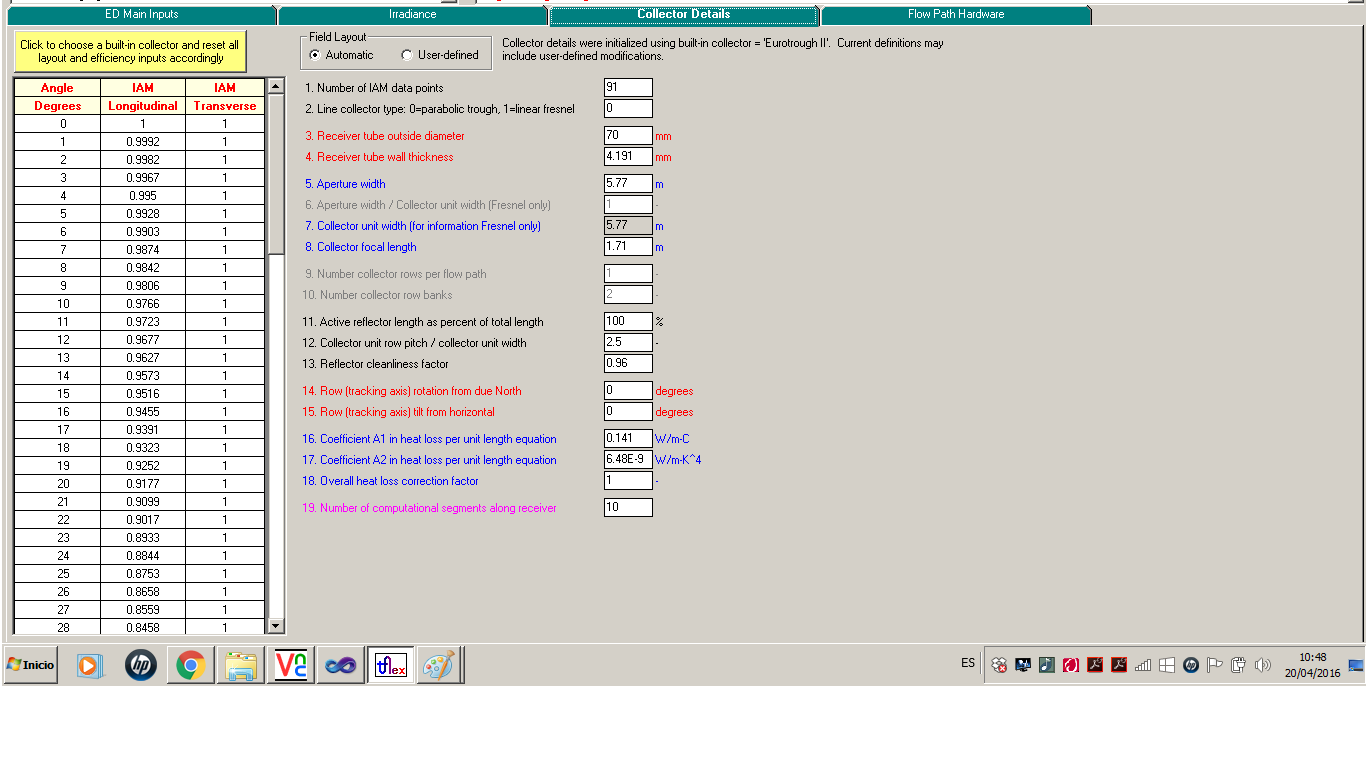 ED Main Inputs Irradiance Collector Details Flow Path Hardware
Click to choose a built-in collector and reset all
layout and efficiency inputs accordingly
Field Layout
Automatic User-defined
Collector details were initialized using built-in collector = 'Eurotrough II'. Current definitions may
include user-defined modifications.
Angle IAM IAM
Degrees Longitudinal Transverse
0 1 1
1 0.9992 1
2 0.9982 1
3 0.9967 1
4 0.995 1
5 0.9928 1
6 0.9903 1
7 0.9874 1
8 0.9842 1
9 0.9806 1
10 0.9766 1
11 0.9723 1
12 0.9677 1
13 0.9627 1
14 0.9573 1
15 0.9516 1
16 0.9455 1
17 0.9391 1
18 0.9323 1
19 0.9252 1
20 0.9177 1
21 0.9099 1
22 0.9017 1
23 0.8933 1
24 0.8844 1
25 0.8753 1
26 0.8658 1
27 0.8559 1
28 0.8458 1
1. Number of IAM data points 91
2. Line collector type: 0=parabolic trough, 1=linear fresnel 0
3. Receiver tube outside diameter 70 mm
4. Receiver tube wall thickness 4.191 mm
5. Aperture width 5.77 m
6. Aperture width / Collector unit width (Fresnel only) 1 -
7. Collector unit width (for information Fresnel only) 5.77 m
8. Collector focal length 1.71 m
9. Number collector rows per flow path 1 -
10. Number collector row banks 2 -
11. Active reflector length as percent of total length 100 %
12. Collector unit row pitch / collector unit width 2.5 -
13. Reflector cleanliness factor 0.96
14. Row (tracking axis) rotation from due North 0 degrees
15. Row (tracking axis) tilt from horizontal 0 degrees
16. Coefficient A1 in heat loss per unit length equation 0.141 W/m-C
17. Coefficient A2 in heat loss per unit length equation 6.48E-9 W/m-K^4
18. Overall heat loss correction factor 1 -
19. Number of computational segments along receiver 10
Inicio hp VNC tflex ES 10:48
20/04/2016